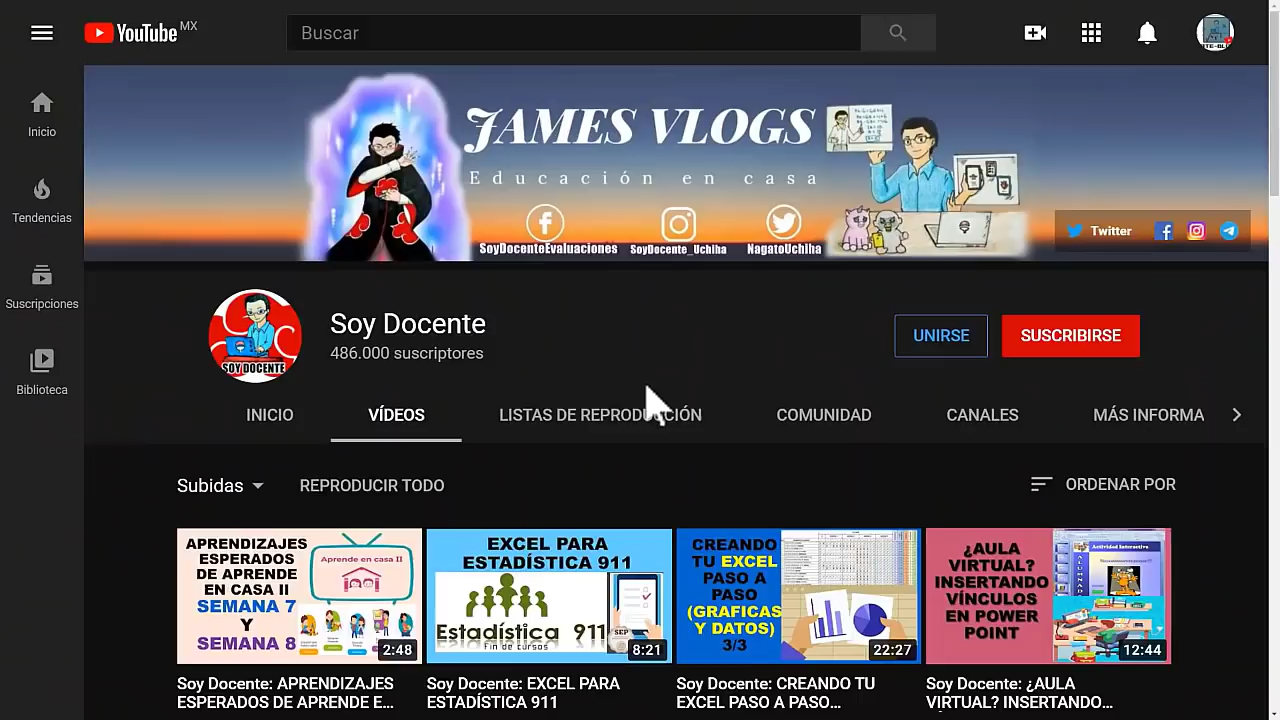 YouTube MX
Buscar
Inicio
Tendencias
Suscripciones
Biblioteca
JAMES VLOGS
Educación en casa
SoyDocenteEvaluaciones
SoyDocente_Uchiha
NagatoUchiha
Twitter
SOY DOCENTE
Soy Docente
486.000 suscriptores
UNIRSE
SUSCRIBIRSE
INICIO
VÍDEOS
LISTAS DE REPRODUCCIÓN
COMUNIDAD
CANALES
MÁS INFORMA
Subidas
REPRODUCIR TODO
ORDENAR POR
APRENDIZAJES
ESPERADOS
DE APRENDE
EN CASA II
SEMANA 7
Y
SEMANA 8
Aprende en casa II
2:48
Soy Docente: APRENDIZAJES
ESPERADOS DE APRENDE E...
EXCEL PARA
ESTADÍSTICA 911
Estadística 911
fin de cursos
SEP
8:21
Soy Docente: EXCEL PARA
ESTADÍSTICA 911
CREANDO
TU EXCEL
PASO A
PASO
(GRAFICAS
Y DATOS)
3/3
22:27
Soy Docente: CREANDO TU
EXCEL PASO A PASO...
¿AULA
VIRTUAL?
INSERTANDO
VÍNCULOS
EN POWER
POINT
Actividad Interactiva
12:44
Soy Docente: ¿AULA
VIRTUAL? INSERTANDO...